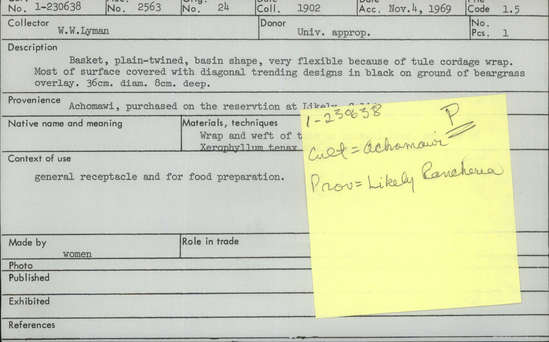 No. 1-230638 No. 2563 No. 24 Coll. 1902 Acc. Nov.4, 1969 Code 1.5
Collector W.W.Lyman Donor Univ. approp. No. Pcs. 1
Description
Basket, plain-twined, basin shape, very flexible because of tule cordage wrap.
Most of surface covered with diagonal trending designs in black on ground of beargrass
overlay. 36cm. diam. 8cm. deep.
Provenience Achomawi, purchased on the reservtion at Likely,
Native name and meaning Materials, techniques
Wrap and weft of
Xerophyllum tenax
Context of use
general receptacle and for food preparation.
Made by women Role in trade
Photo
Published
Exhibited
References
P
1-230638
Cult = Achomawi
Prov = Likely Rancheria